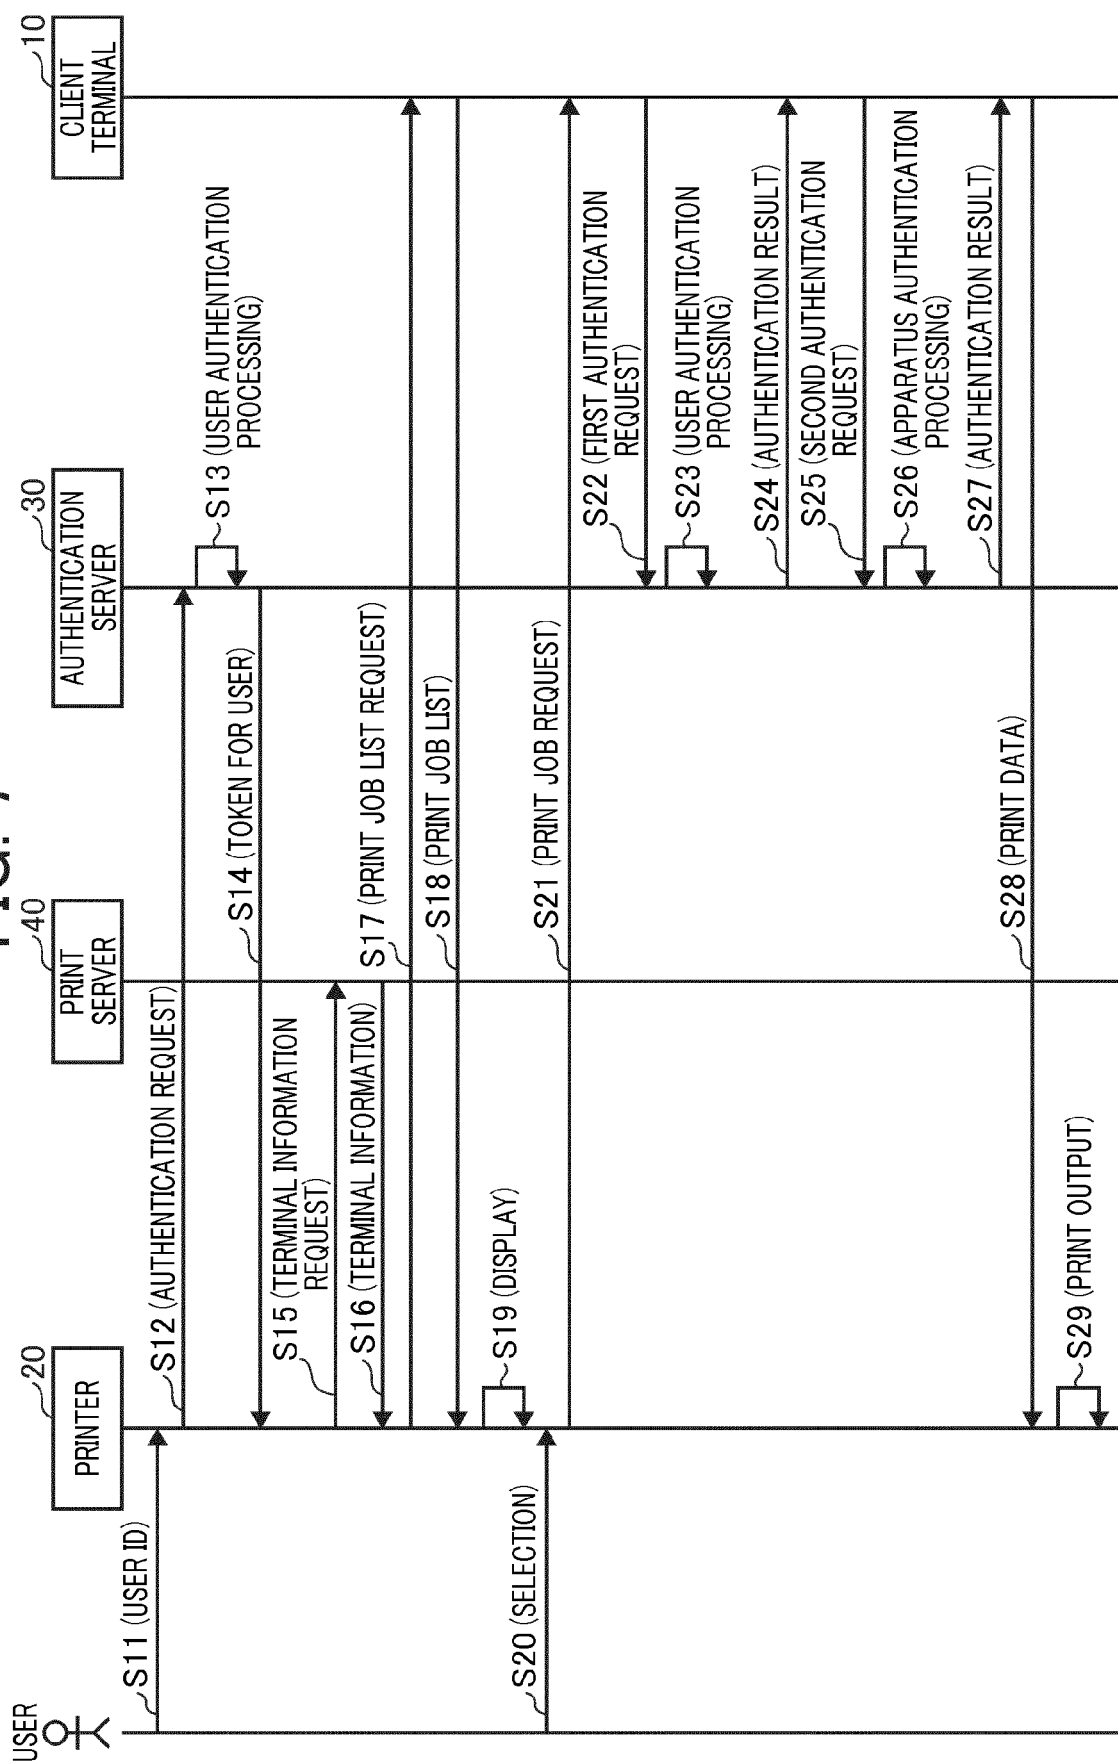 FIG. 7
USER
PRINTER
20
PRINT
SERVER
40
AUTHENTICATION
SERVER
30
CLIENT
TERMINAL
10
S11 (USER ID)
S12 (AUTHENTICATION REQUEST)
S13 (USER AUTHENTICATION
PROCESSING)
S14 (TOKEN FOR USER)
S15 (TERMINAL INFORMATION
REQUEST)
S16 (TERMINAL INFORMATION)
S17 (PRINT JOB LIST REQUEST)
S18 (PRINT JOB LIST)
S19 (DISPLAY)
S20 (SELECTION)
S21 (PRINT JOB REQUEST)
S22 (FIRST AUTHENTICATION
REQUEST)
S23 (USER AUTHENTICATION
PROCESSING)
S24 (AUTHENTICATION RESULT)
S25 (SECOND AUTHENTICATION
REQUEST)
S26 (APPARATUS AUTHENTICATION
PROCESSING)
S27 (AUTHENTICATION RESULT)
S28 (PRINT DATA)
S29 (PRINT OUTPUT)